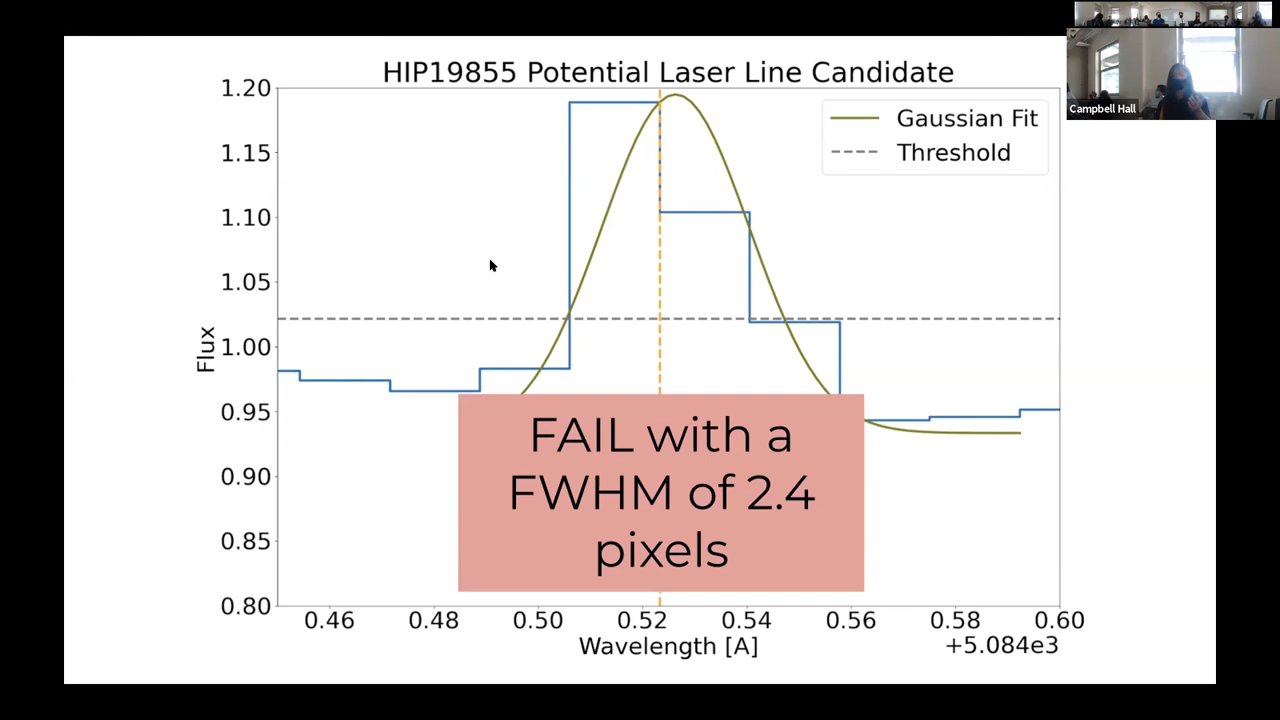 HIP19855 Potential Laser Line Candidate
Campbell Hall
Gaussian Fit
Threshold
1.20
1.15
1.10
1.05
1.00
0.95
0.90
0.85
0.80
Flux
FAIL with a
FWHM of 2.4
pixels
0.46 0.48 0.50 0.52 0.54 0.56 0.58 0.60
Wavelength [A]
+5.084e3